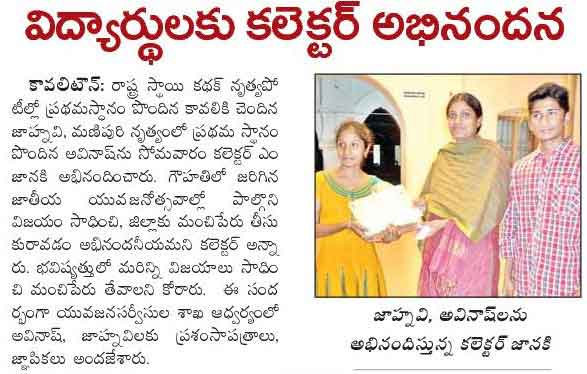 విద్యార్థులకు కలెక్టర్ అభినందన
కావలిటౌన్: రాష్ట్ర స్థాయి కథక్ నృత్యపో
టీల్లో ప్రథమస్థానం పొందిన కావలికి చెందిన
జాహ్నవి, మణిపురి నృత్యంలో ప్రథమ స్థానం
పొందిన అవినాష్‌ను సోమవారం కలెక్టర్ ఎం
జానకి అభినందించారు. గౌహతిలో జరిగిన
జాతీయ యువజనోత్సవాల్లో పాల్గొని
విజయం సాధించి, జిల్లాకు మంచిపేరు తీసు
కురావడం అభినందనీయమని కలెక్టర్ అన్నా
రు. భవిష్యత్తులో మరిన్ని విజయాలు సాధిం
చి మంచిపేరు తేవాలని కోరారు. ఈ సంద
ర్భంగా యువజనసర్వీసుల శాఖ ఆధ్వర్యంలో
అవినాష్, జాహ్నవిలకు ప్రశంసాపత్రాలు,
జ్ఞాపికలు అందజేశారు.
జాహ్నవి, అవినాష్‌లను
అభినందిస్తున్న కలెక్టర్ జానకి